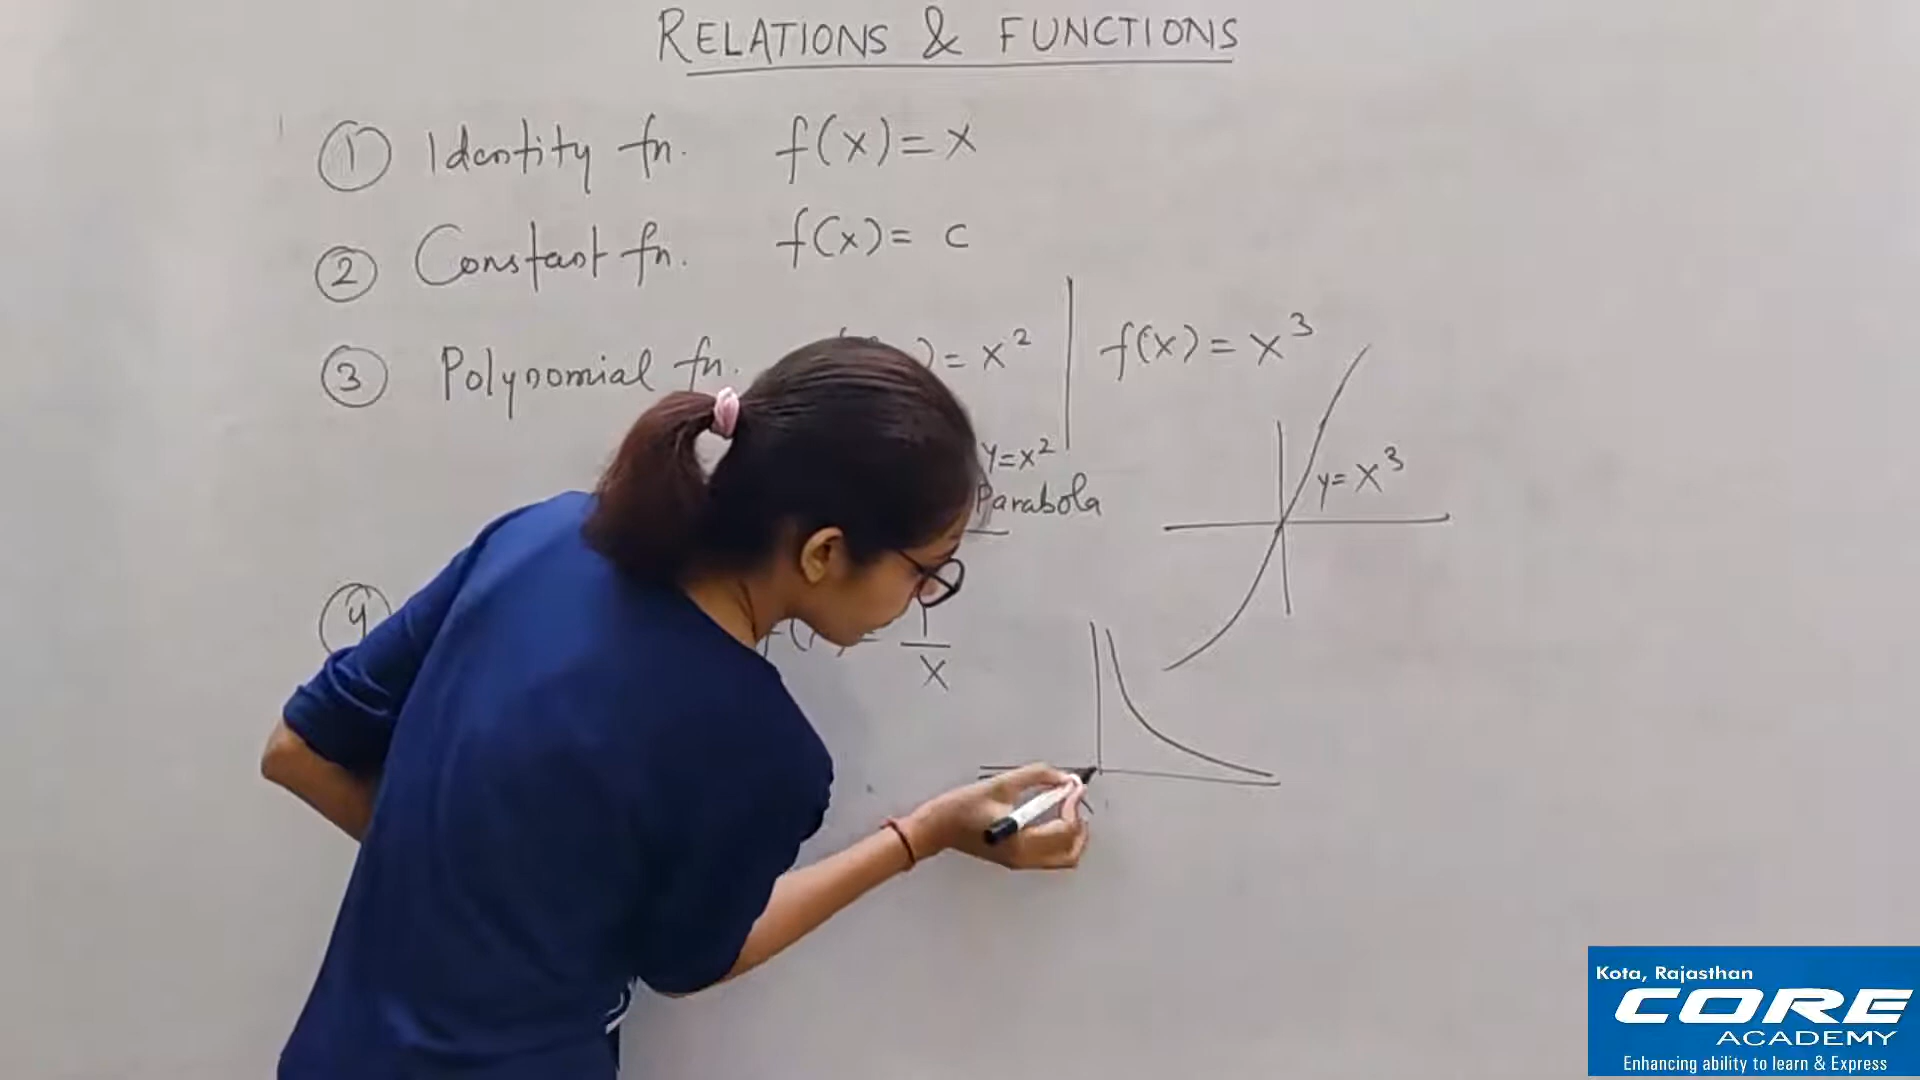 RELATIONS & FUNCTIONS
① Identity fn. f(x) = x
② Constant fn. f(x) = c
③ Polynomial fn. = x² | f(x) = x³
y=x²
Parabola
y=x³
④ = 1/x
Kota, Rajasthan
CORE
ACADEMY
Enhancing ability to learn & Express